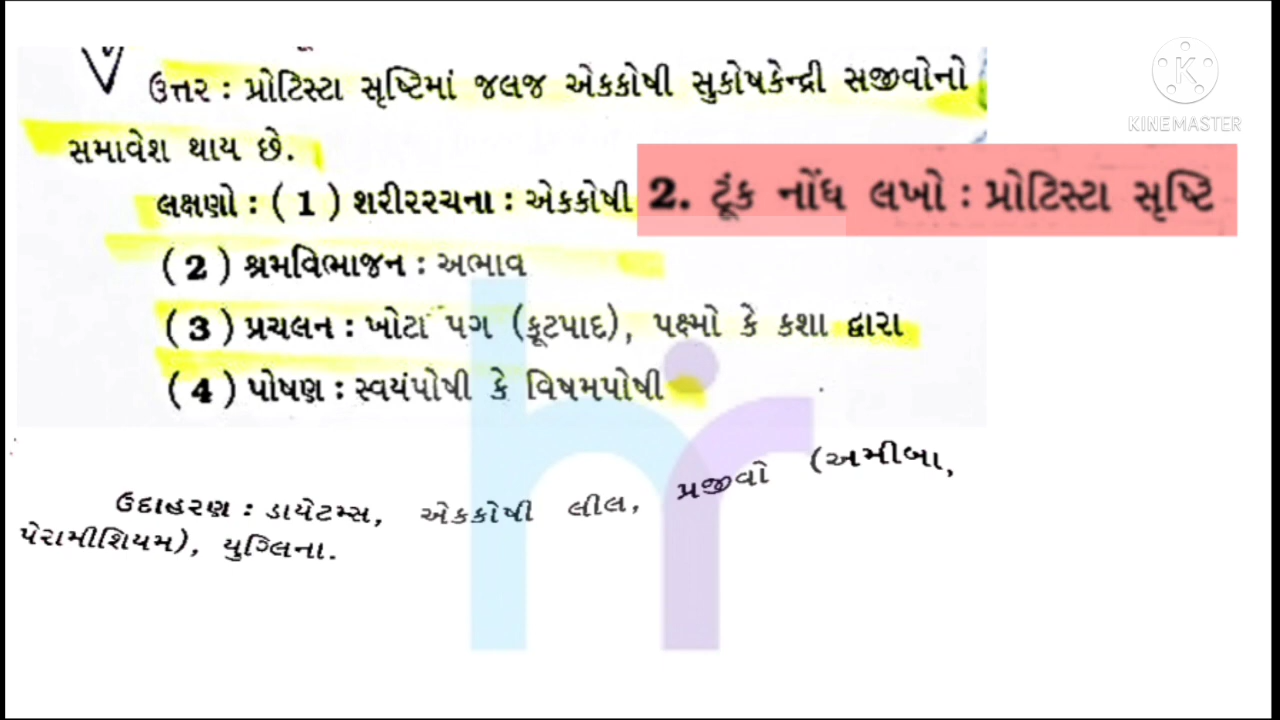 2. ટૂંક નોંધ લખો : પ્રોટિસ્ટા સૃષ્ટિ
ઉત્તર : પ્રોટિસ્ટા સૃષ્ટિમાં જલજ એકકોષી સુકોષકેન્દ્રી સજીવોનો
સમાવેશ થાય છે.
લક્ષણો : ( 1 ) શરીરરચના : એકકોષી
( 2 ) શ્રમવિભાજન : અભાવ
( 3 ) પ્રચલન : ખોટા પગ (કૂટપાદ), પક્ષ્મો કે કશા દ્વારા
( 4 ) પોષણ : સ્વયંપોષી કે વિષમપોષી
ઉદાહરણ : ડાયેટમ્સ, એકકોષી લીલ, પ્રજીવો (અમીબા,
પેરામીશિયમ), યુગ્લિના.
K
KINEMASTER
hr